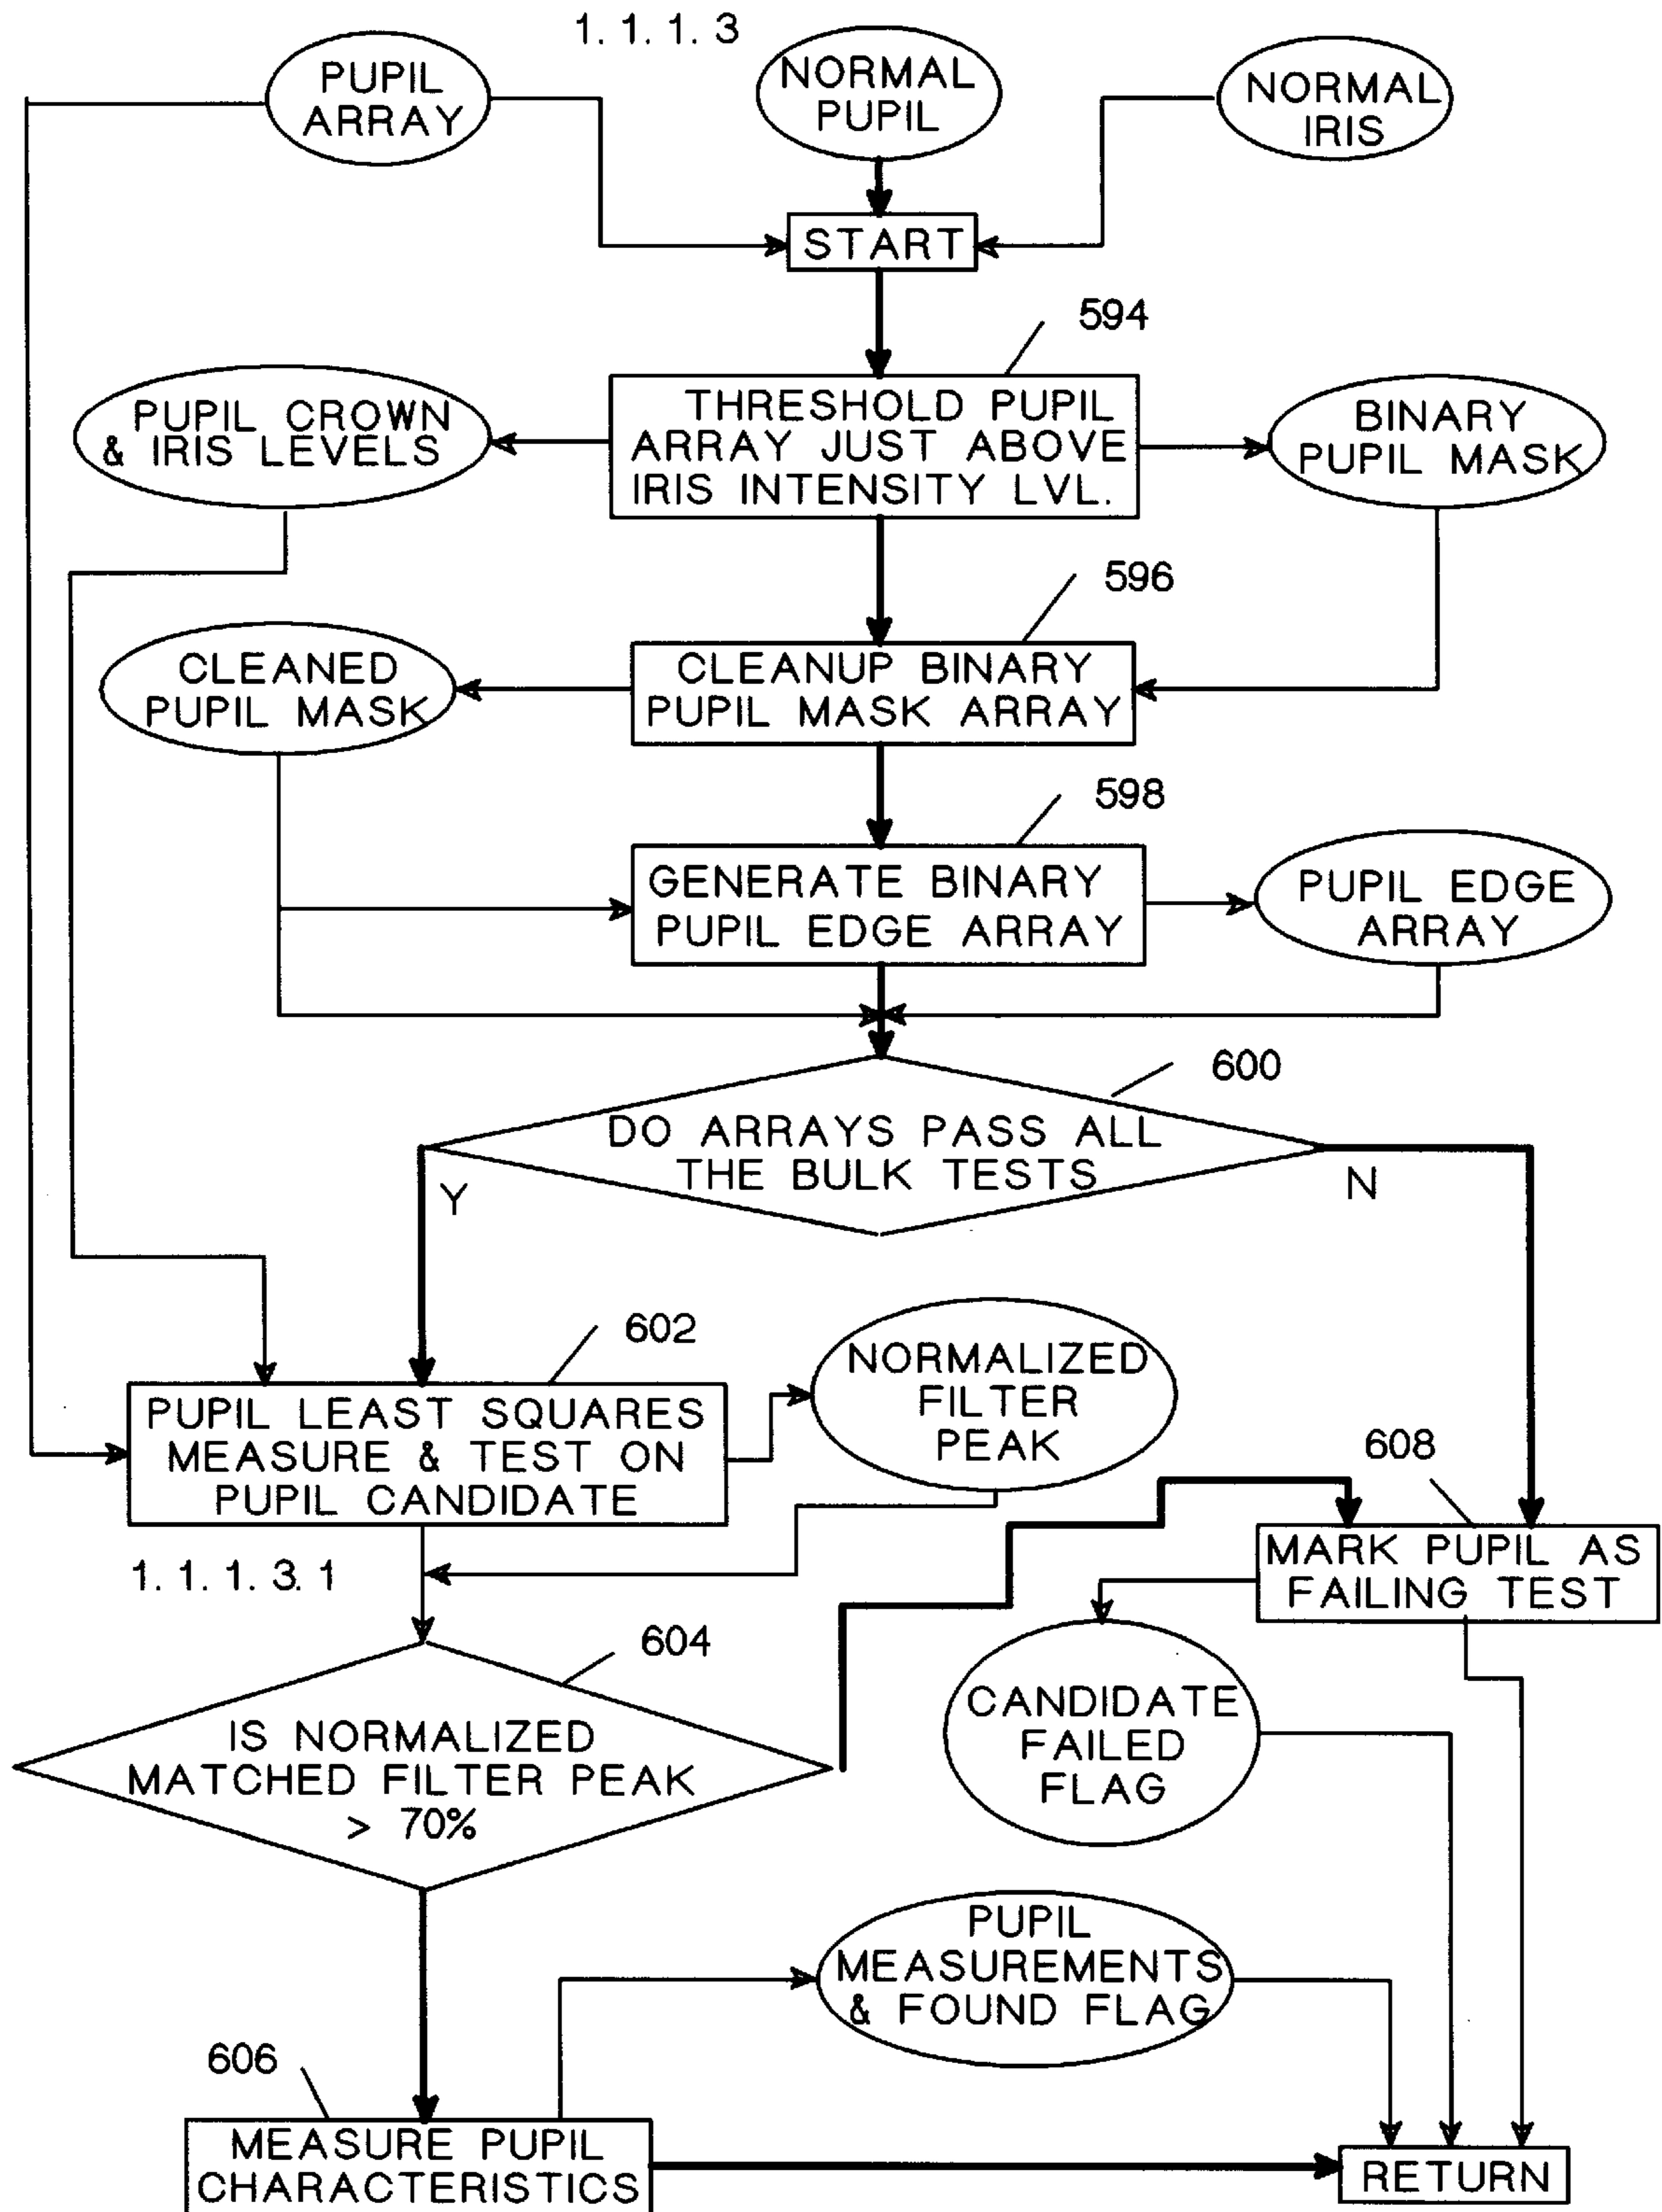 1. 1. 1. 3
PUPIL
ARRAY
NORMAL
PUPIL
NORMAL
IRIS
START
594
PUPIL CROWN
& IRIS LEVELS
THRESHOLD PUPIL
ARRAY JUST ABOVE
IRIS INTENSITY LVL.
BINARY
PUPIL MASK
596
CLEANED
PUPIL MASK
CLEANUP BINARY
PUPIL MASK ARRAY
598
GENERATE BINARY
PUPIL EDGE ARRAY
PUPIL EDGE
ARRAY
600
DO ARRAYS PASS ALL
THE BULK TESTS
Y
N
602
PUPIL LEAST SQUARES
MEASURE & TEST ON
PUPIL CANDIDATE
NORMALIZED
FILTER
PEAK
608
MARK PUPIL AS
FAILING TEST
1. 1. 1. 3. 1
604
IS NORMALIZED
MATCHED FILTER PEAK
> 70%
CANDIDATE
FAILED
FLAG
PUPIL
MEASUREMENTS
& FOUND FLAG
606
MEASURE PUPIL
CHARACTERISTICS
RETURN